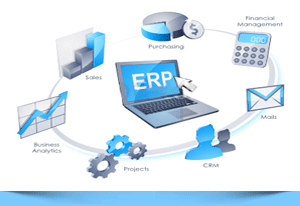 Financial
Management
Purchasing
Sales
ERP
Mails
Business
Analytics
Projects
CRM